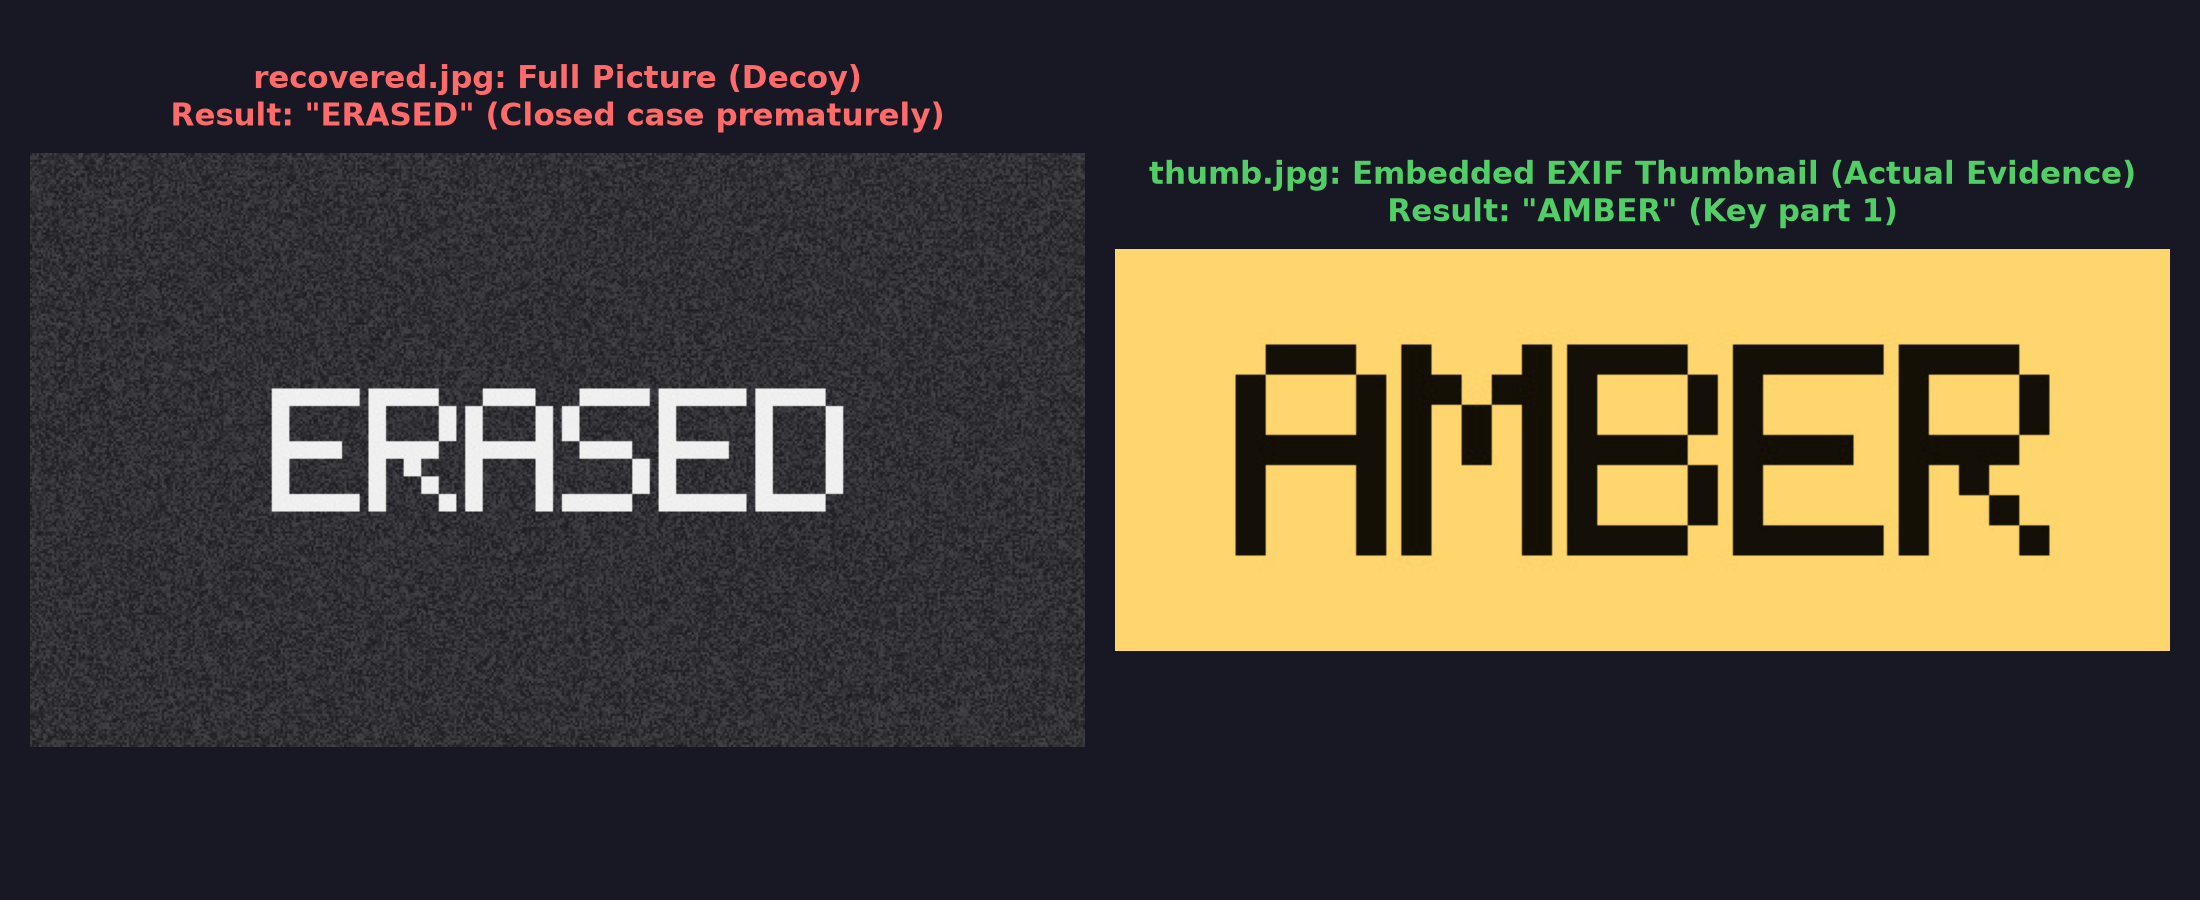 recovered.jpg: Full Picture (Decoy)
Result: "ERASED" (Closed case prematurely)
ERASED
thumb.jpg: Embedded EXIF Thumbnail (Actual Evidence)
Result: "AMBER" (Key part 1)
AMBER